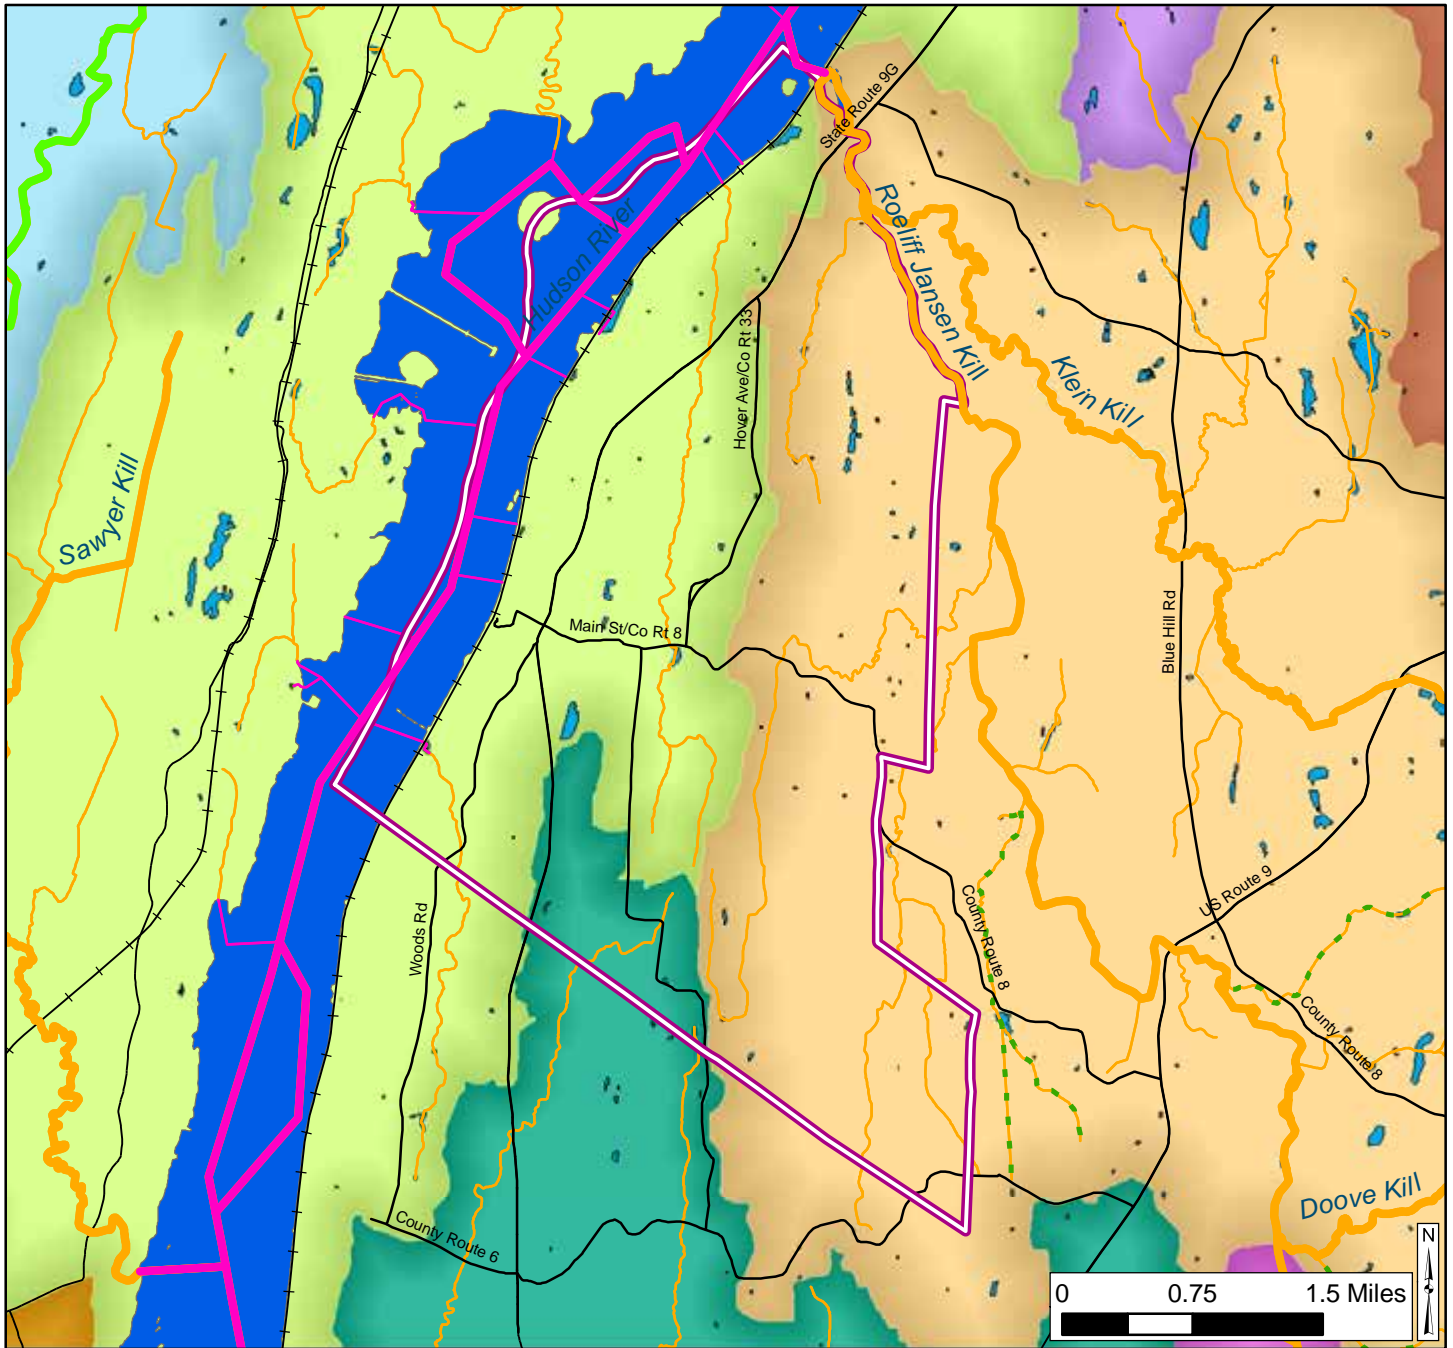 State Route 9G
Hudson River
Roeliff Jansen Kill
Hover Ave/Co Rt 33
Klein Kill
Sawyer Kill
Main St/Co Rt 8
Blue Hill Rd
US Route 9
County Route 8
Woods Rd
County Route 8
Doove Kill
County Route 6
N
0 0.75 1.5 Miles